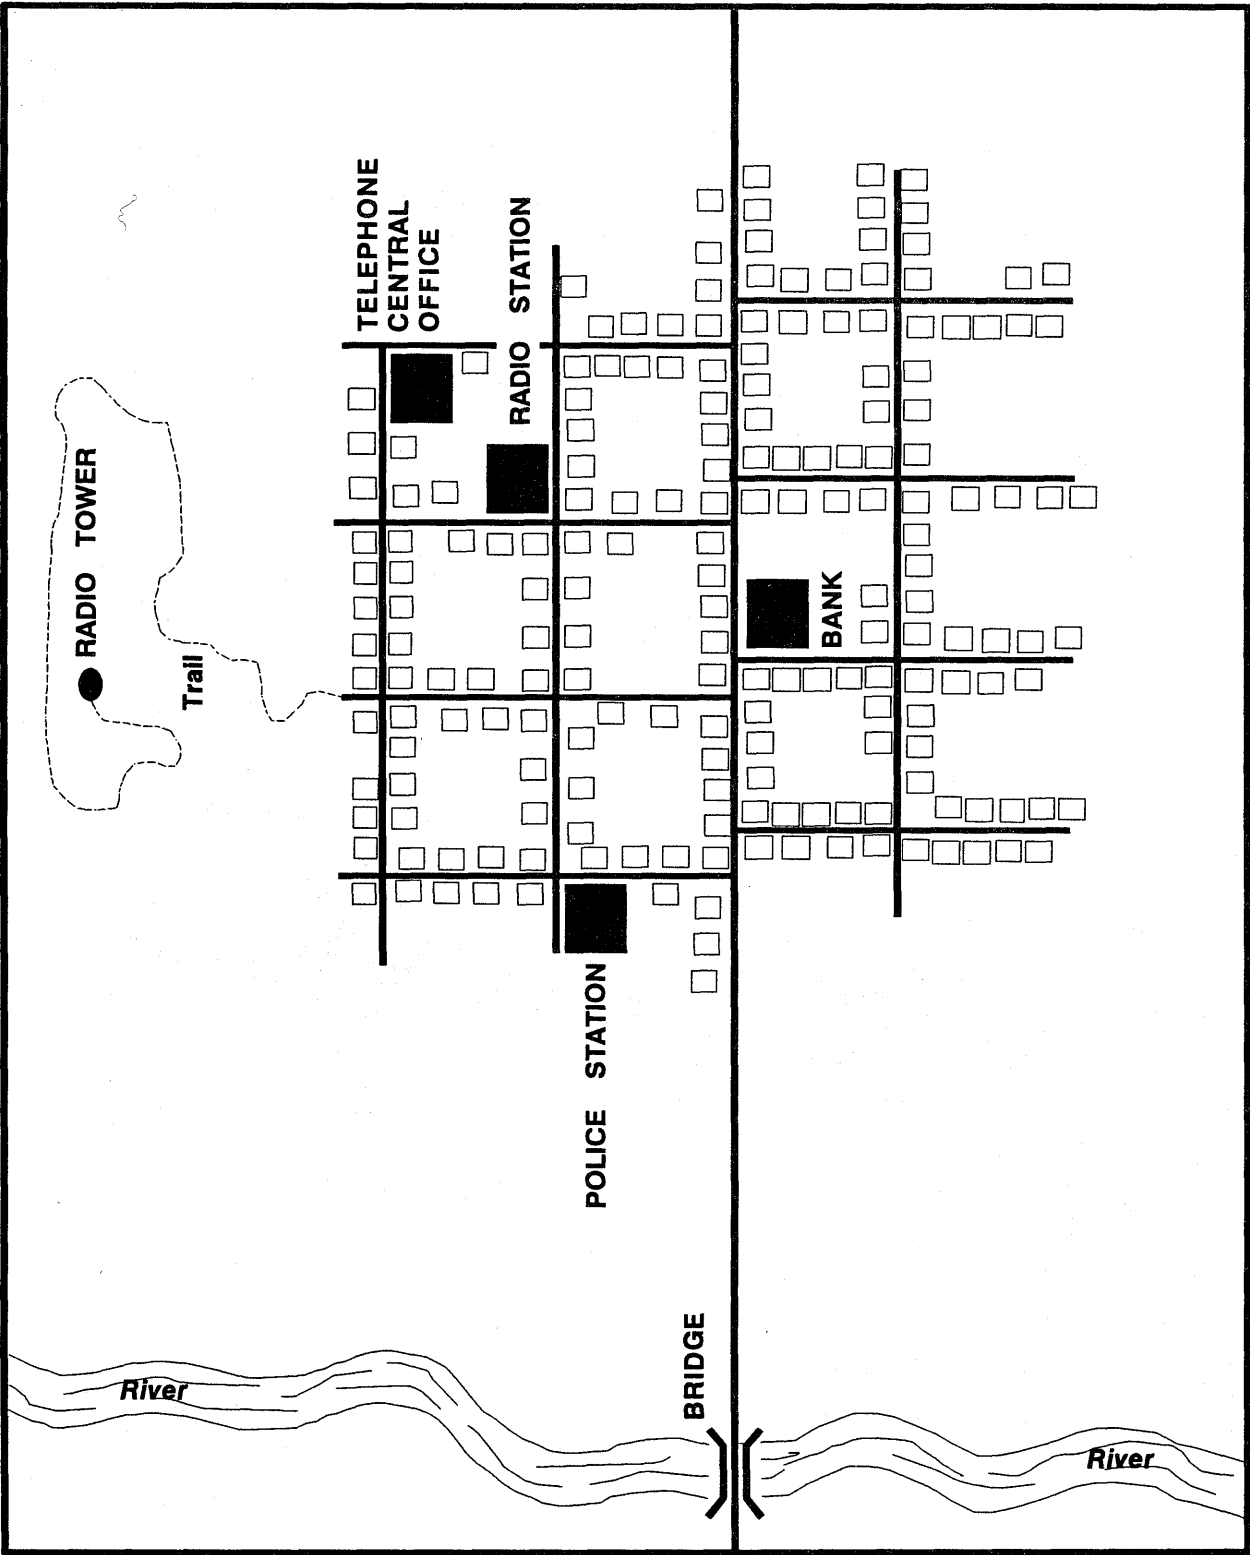 TELEPHONE
CENTRAL
OFFICE
RADIO STATION
RADIO TOWER
Trail
BANK
POLICE STATION
BRIDGE
River
River